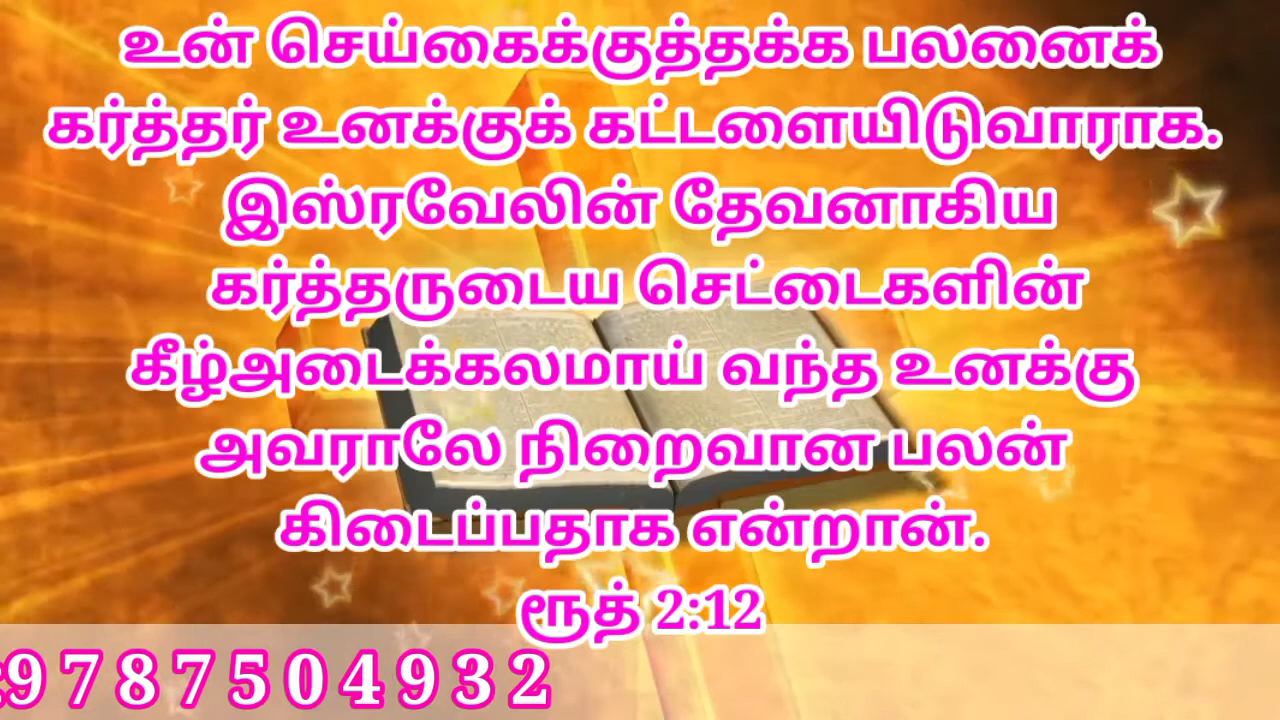 உன் செய்கைக்குத்தக்க பலனைக்
கர்த்தர் உனக்குக் கட்டளையிடுவாராக.
இஸ்ரவேலின் தேவனாகிய
கர்த்தருடைய செட்டைகளின்
கீழ்அடைக்கலமாய் வந்த உனக்கு
அவராலே நிறைவான பலன்
கிடைப்பதாக என்றான்.
ரூத் 2:12
:9787504932